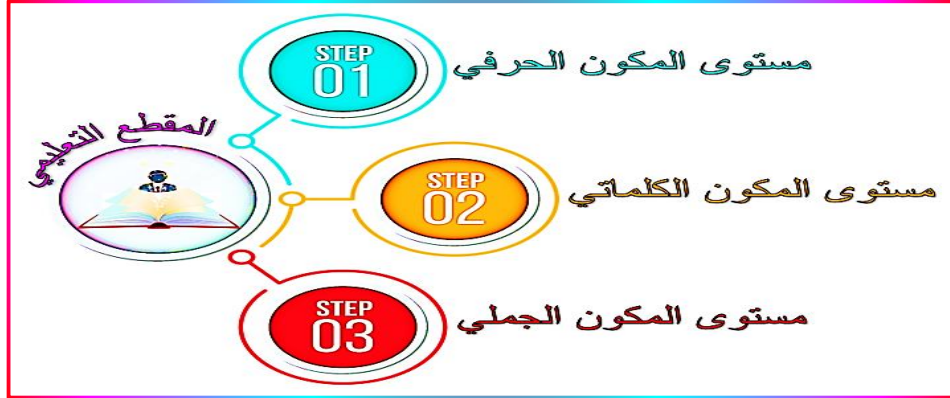 STEP
01
مستوى المكون الحرفي
المقطع التعليمي
STEP
02
مستوى المكون الكلماتي
STEP
03
مستوى المكون الجملي